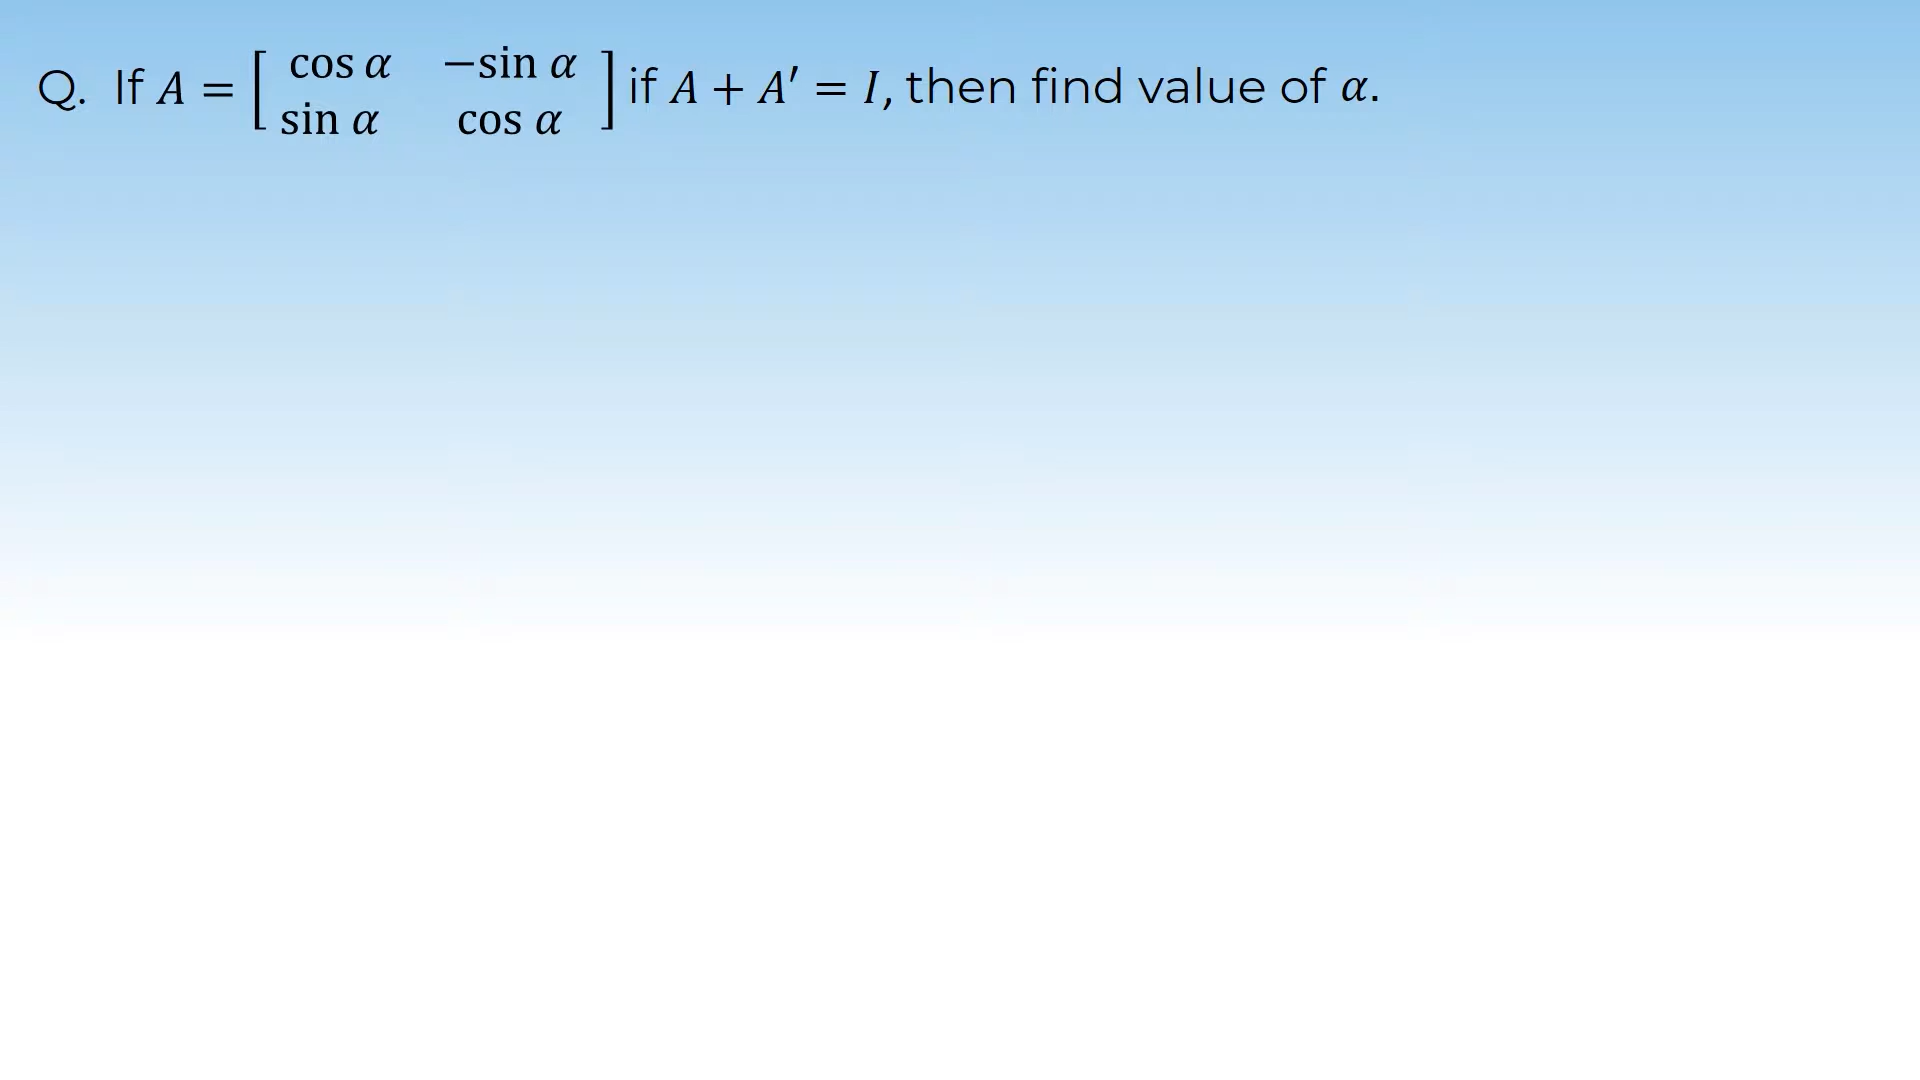 Q. If A = [ cos α −sin α sin α cos α ] if A + A′ = I, then find value of α.